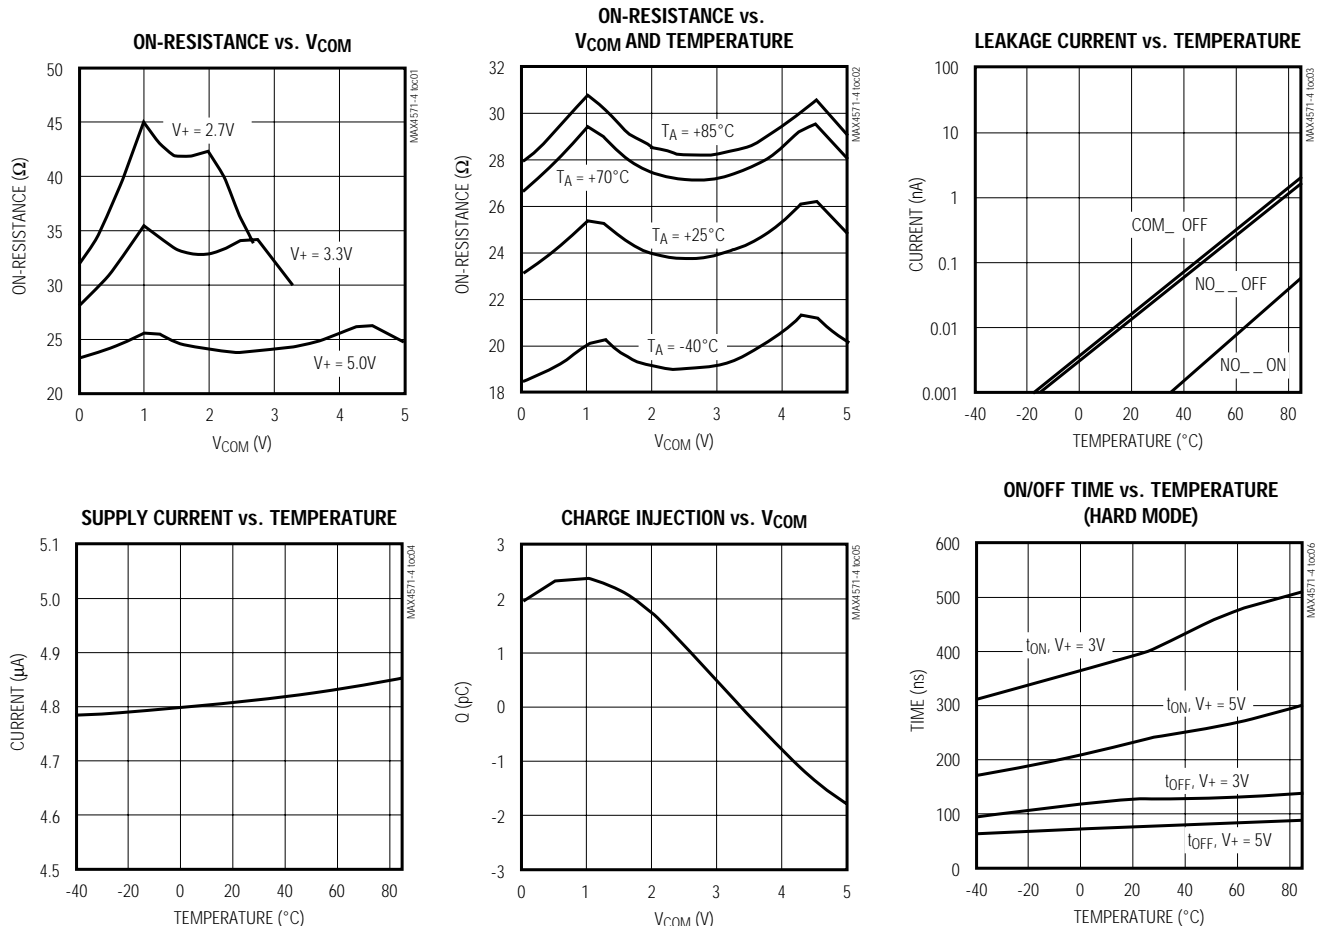 ON-RESISTANCE vs. VCOM
50
45
40
35
30
25
20
ON-RESISTANCE (Ω)
V+ = 2.7V
V+ = 3.3V
V+ = 5.0V
0 1 2 3 4 5
VCOM (V)
MAX4571-4 toc01
ON-RESISTANCE vs.
VCOM AND TEMPERATURE
32
30
28
26
24
22
20
18
ON-RESISTANCE (Ω)
TA = +85°C
TA = +70°C
TA = +25°C
TA = -40°C
0 1 2 3 4 5
VCOM (V)
MAX4571-4 toc02
LEAKAGE CURRENT vs. TEMPERATURE
100
10
1
0.1
0.01
0.001
CURRENT (nA)
COM_ OFF
NO_ _ OFF
NO_ _ ON
-40 -20 0 20 40 60 80
TEMPERATURE (°C)
MAX4571-4 toc03
SUPPLY CURRENT vs. TEMPERATURE
5.1
5.0
4.9
4.8
4.7
4.6
4.5
CURRENT (µA)
-40 -20 0 20 40 60 80
TEMPERATURE (°C)
MAX4571-4 toc04
CHARGE INJECTION vs. VCOM
3
2
1
0
-1
-2
-3
Q (pC)
0 1 2 3 4 5
VCOM (V)
MAX4571-4 toc05
ON/OFF TIME vs. TEMPERATURE
(HARD MODE)
600
500
400
300
200
100
0
TIME (ns)
tON, V+ = 3V
tON, V+ = 5V
tOFF, V+ = 3V
tOFF, V+ = 5V
-40 -20 0 20 40 60 80
TEMPERATURE (°C)
MAX4571-4 toc06